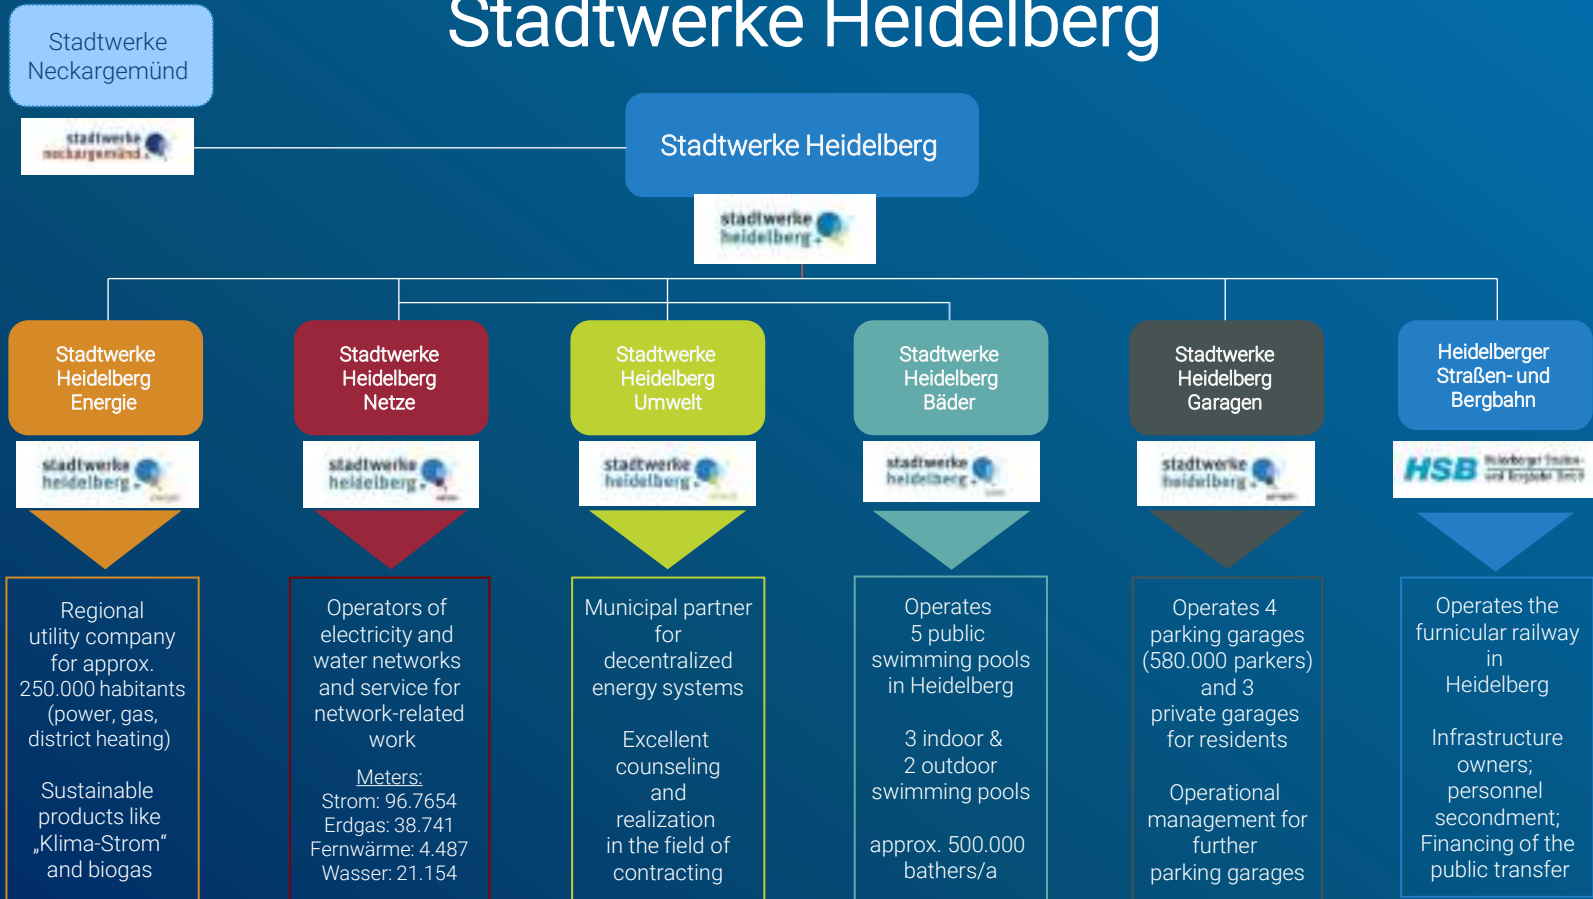 Stadtwerke Heidelberg
Stadtwerke
Neckargemünd
stadtwerke
neckargemünd
Stadtwerke Heidelberg
stadtwerke
heidelberg
Stadtwerke
Heidelberg
Energie
stadtwerke
heidelberg
Regional
utility company
for approx.
250.000 habitants
(power, gas,
district heating)
Sustainable
products like
„Klima-Strom“
and biogas
Stadtwerke
Heidelberg
Netze
stadtwerke
heidelberg
Operators of
electricity and
water networks
and service for
network-related
work
Meters:
Strom: 96.7654
Erdgas: 38.741
Fernwärme: 4.487
Wasser: 21.154
Stadtwerke
Heidelberg
Umwelt
stadtwerke
heidelberg
Municipal partner
for
decentralized
energy systems
Excellent
counseling
and
realization
in the field of
contracting
Stadtwerke
Heidelberg
Bäder
stadtwerke
heidelberg
Operates
5 public
swimming pools
in Heidelberg
3 indoor &
2 outdoor
swimming pools
approx. 500.000
bathers/a
Stadtwerke
Heidelberg
Garagen
stadtwerke
heidelberg
Operates 4
parking garages
(580.000 parkers)
and 3
private garages
for residents
Operational
management for
further
parking garages
Heidelberger
Straßen- und
Bergbahn
HSB
Operates the
furnicular railway
in
Heidelberg
Infrastructure
owners;
personnel
secondment;
Financing of the
public transfer